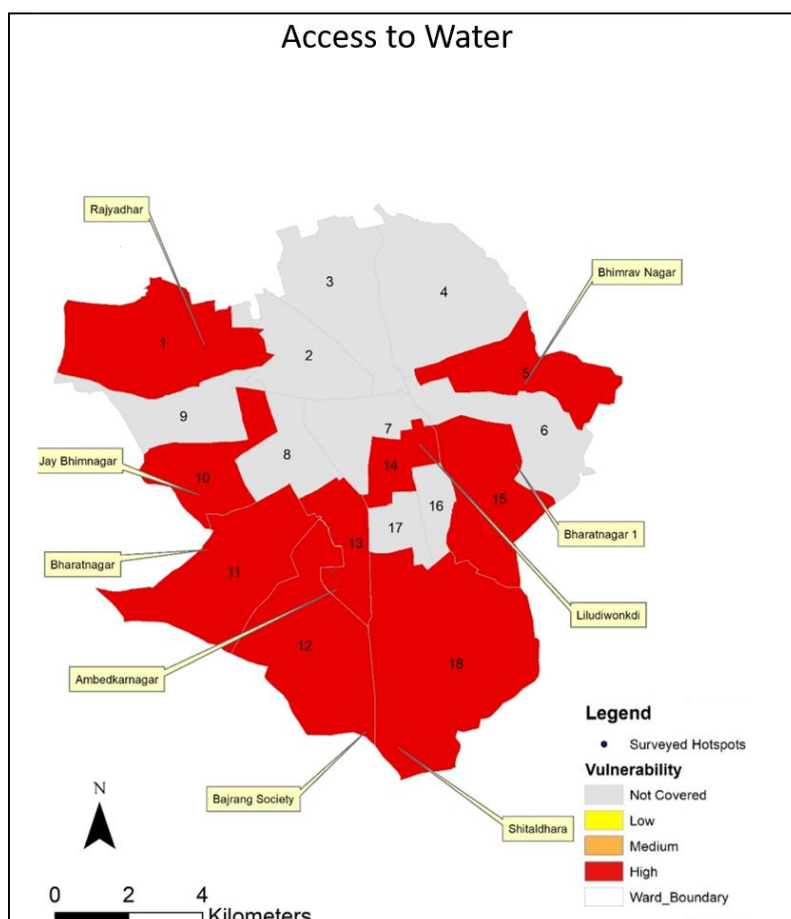 Access to Water
Rajyadhar
Bhimrav Nagar
3
4
1
2
5
9
7
6
8
Jay Bhimnagar
10
14
15
16
17
13
Bharatnagar 1
Bharatnagar
11
Liludiwonkdi
12
18
Ambedkarnagar
Legend
Surveyed Hotspots
Vulnerability
Not Covered
Low
Medium
High
Ward_Boundary
Bajrang Society
Shitaldhara
N
0 2 4
Kilometers